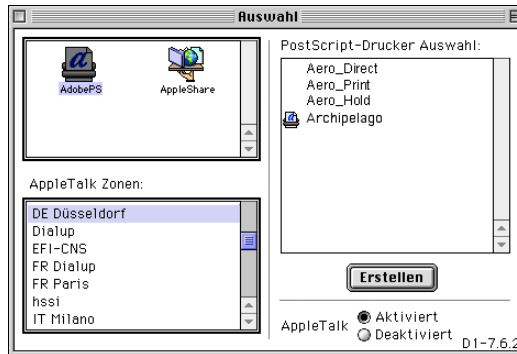 Auswahl
AdobePS
AppleShare
AppleTalk Zonen:
DE Düsseldorf
Dialup
EFI-CNS
FR Dialup
FR Paris
hssi
IT Milano
PostScript-Drucker Auswahl:
Aero_Direct
Aero_Print
Aero_Hold
Archipelago
Erstellen
AppleTalk
Aktiviert
Deaktiviert
D1-7.6.2